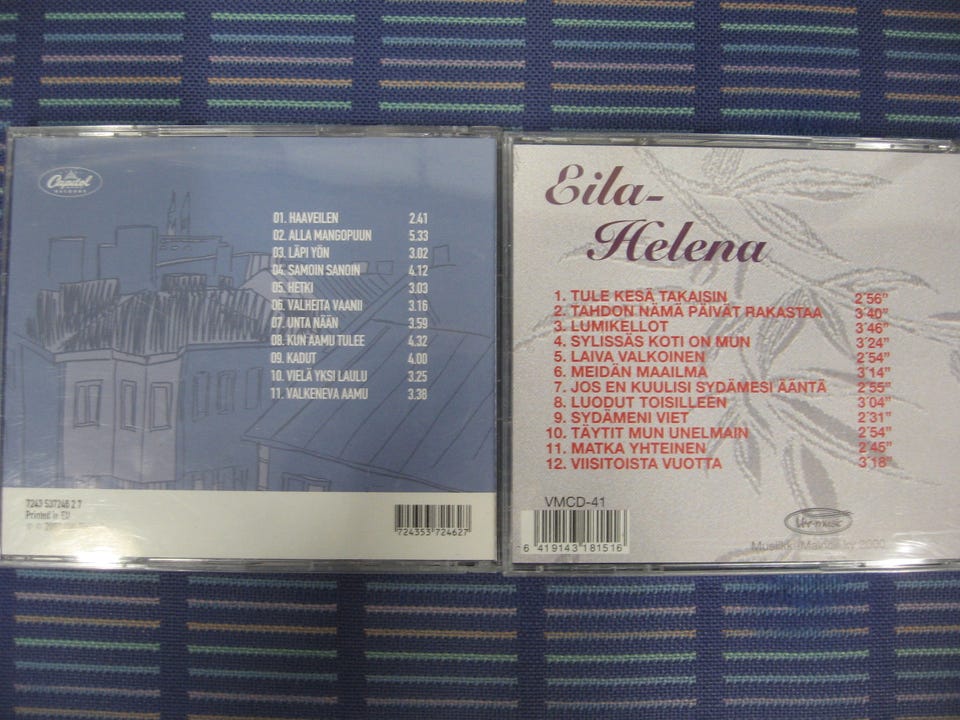 Capitol
RECORDS
01. HAAVEILEN 2.41
02. ALLA MANGOPUUN 5.33
03. LÄPI YÖN 3.02
04. SAMOIN SANOIN 4.12
05. HETKI 3.03
06. VALHEITA VAANII 3.16
07. UNTA NÄÄN 3.59
08. KUN AAMU TULEE 4.32
09. KADUT 4.00
10. VIELÄ YKSI LAULU 3.25
11. VALKENEVA AAMU 3.38
7243 537246 2 7
Printed in EU
724353 724627
Eila-
Helena
1. TULE KESÄ TAKAISIN 2´56”
2. TAHDON NÄMÄ PÄIVÄT RAKASTAA 3´40”
3. LUMIKELLOT 3´46”
4. SYLISSÄS KOTI ON MUN 3´24”
5. LAIVA VALKOINEN 2´54”
6. MEIDÄN MAAILMA 3´14”
7. JOS EN KUULISI SYDÄMESI ÄÄNTÄ 2´55”
8. LUODUT TOISILLEEN 3´04”
9. SYDÄMENI VIET 2´31”
10. TÄYTIT MUN UNELMAIN 2´54”
11. MATKA YHTEINEN 2´45”
12. VIISITOISTA VUOTTA 3´18”
VMCD-41
6 419143 181516
ky 2000